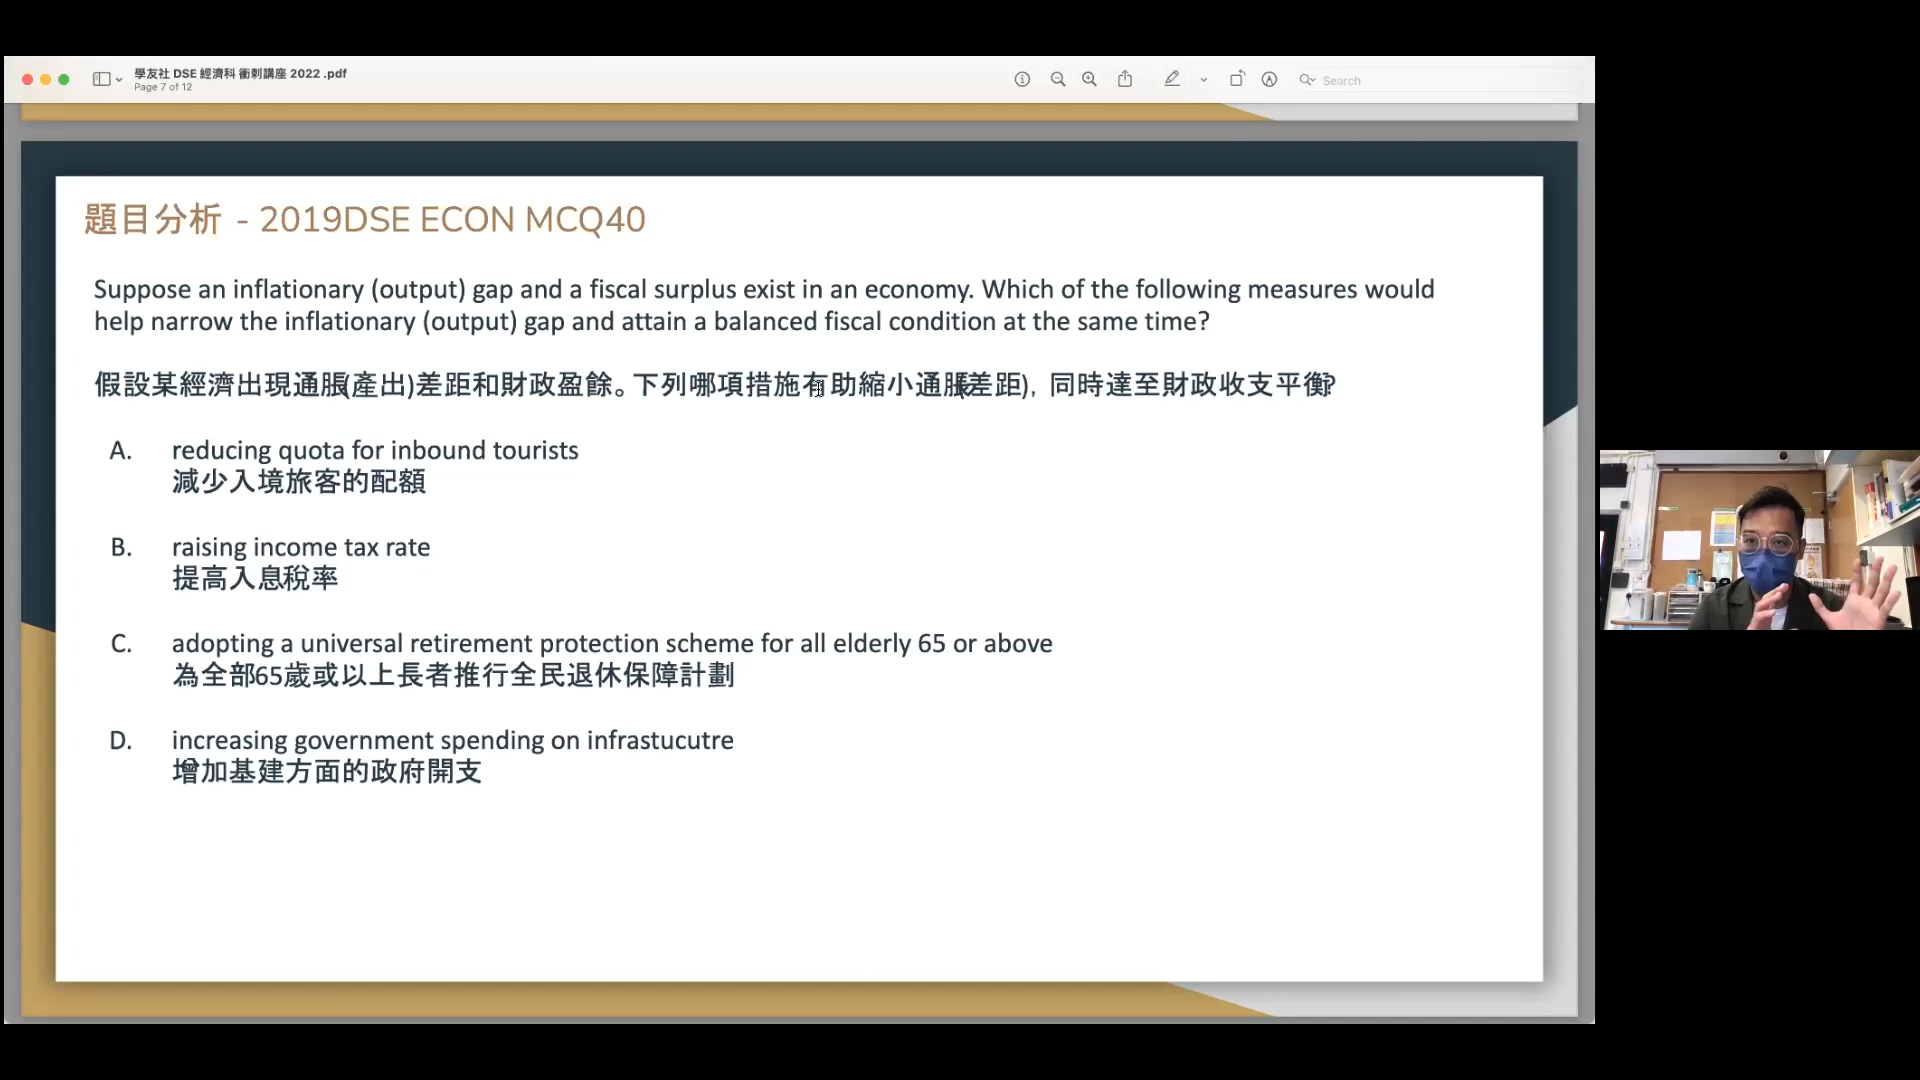 學友社 DSE 經濟科 衝刺講座 2022 .pdf
Page 7 of 12
Search
題目分析 - 2019DSE ECON MCQ40
Suppose an inflationary (output) gap and a fiscal surplus exist in an economy. Which of the following measures would
help narrow the inflationary (output) gap and attain a balanced fiscal condition at the same time?
假設某經濟出現通脹(產出)差距和財政盈餘。下列哪項措施有助縮小通脹(差距)，同時達至財政收支平衡?
A. reducing quota for inbound tourists
減少入境旅客的配額
B. raising income tax rate
提高入息稅率
C. adopting a universal retirement protection scheme for all elderly 65 or above
為全部65歲或以上長者推行全民退休保障計劃
D. increasing government spending on infrastucutre
增加基建方面的政府開支